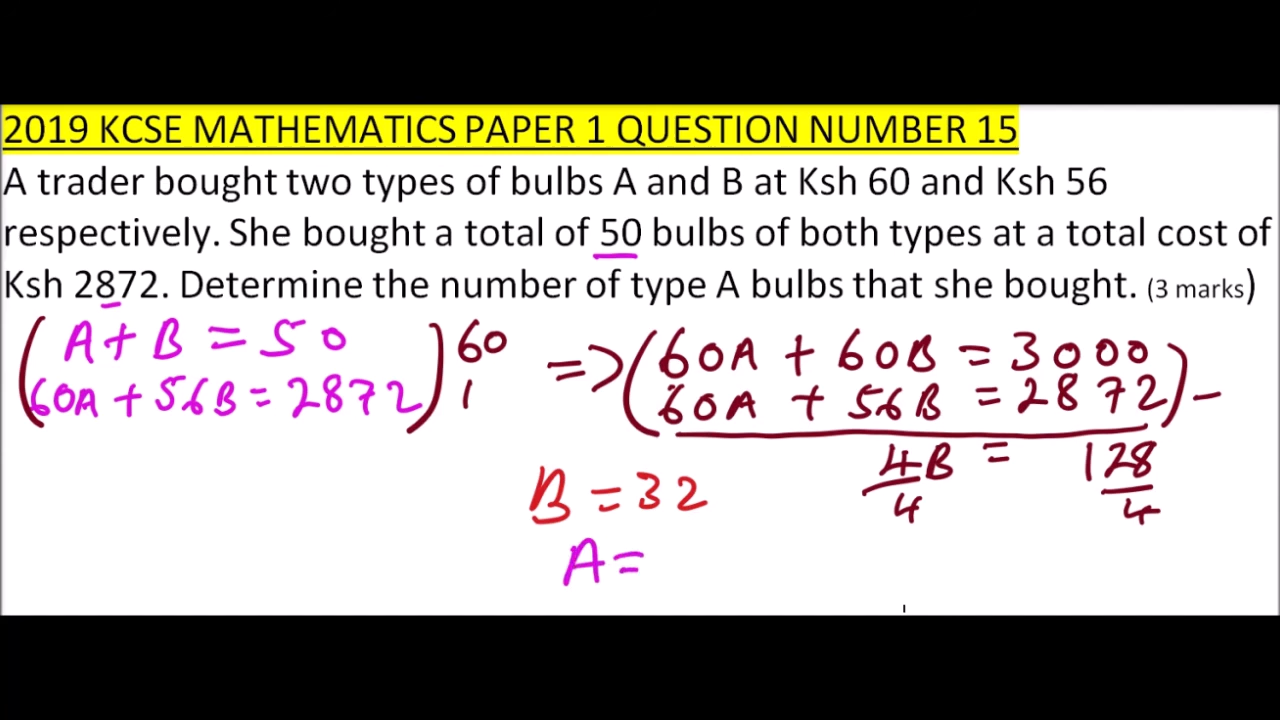 2019 KCSE MATHEMATICS PAPER 1 QUESTION NUMBER 15
A trader bought two types of bulbs A and B at Ksh 60 and Ksh 56
respectively. She bought a total of 50 bulbs of both types at a total cost of
Ksh 2872. Determine the number of type A bulbs that she bought. (3 marks)
(A + B = 50) 60
(60A + 56B = 2872) 1
=> (60A + 60B = 3000)
(60A + 56B = 2872) -
4B/4 = 128/4
B = 32
A =